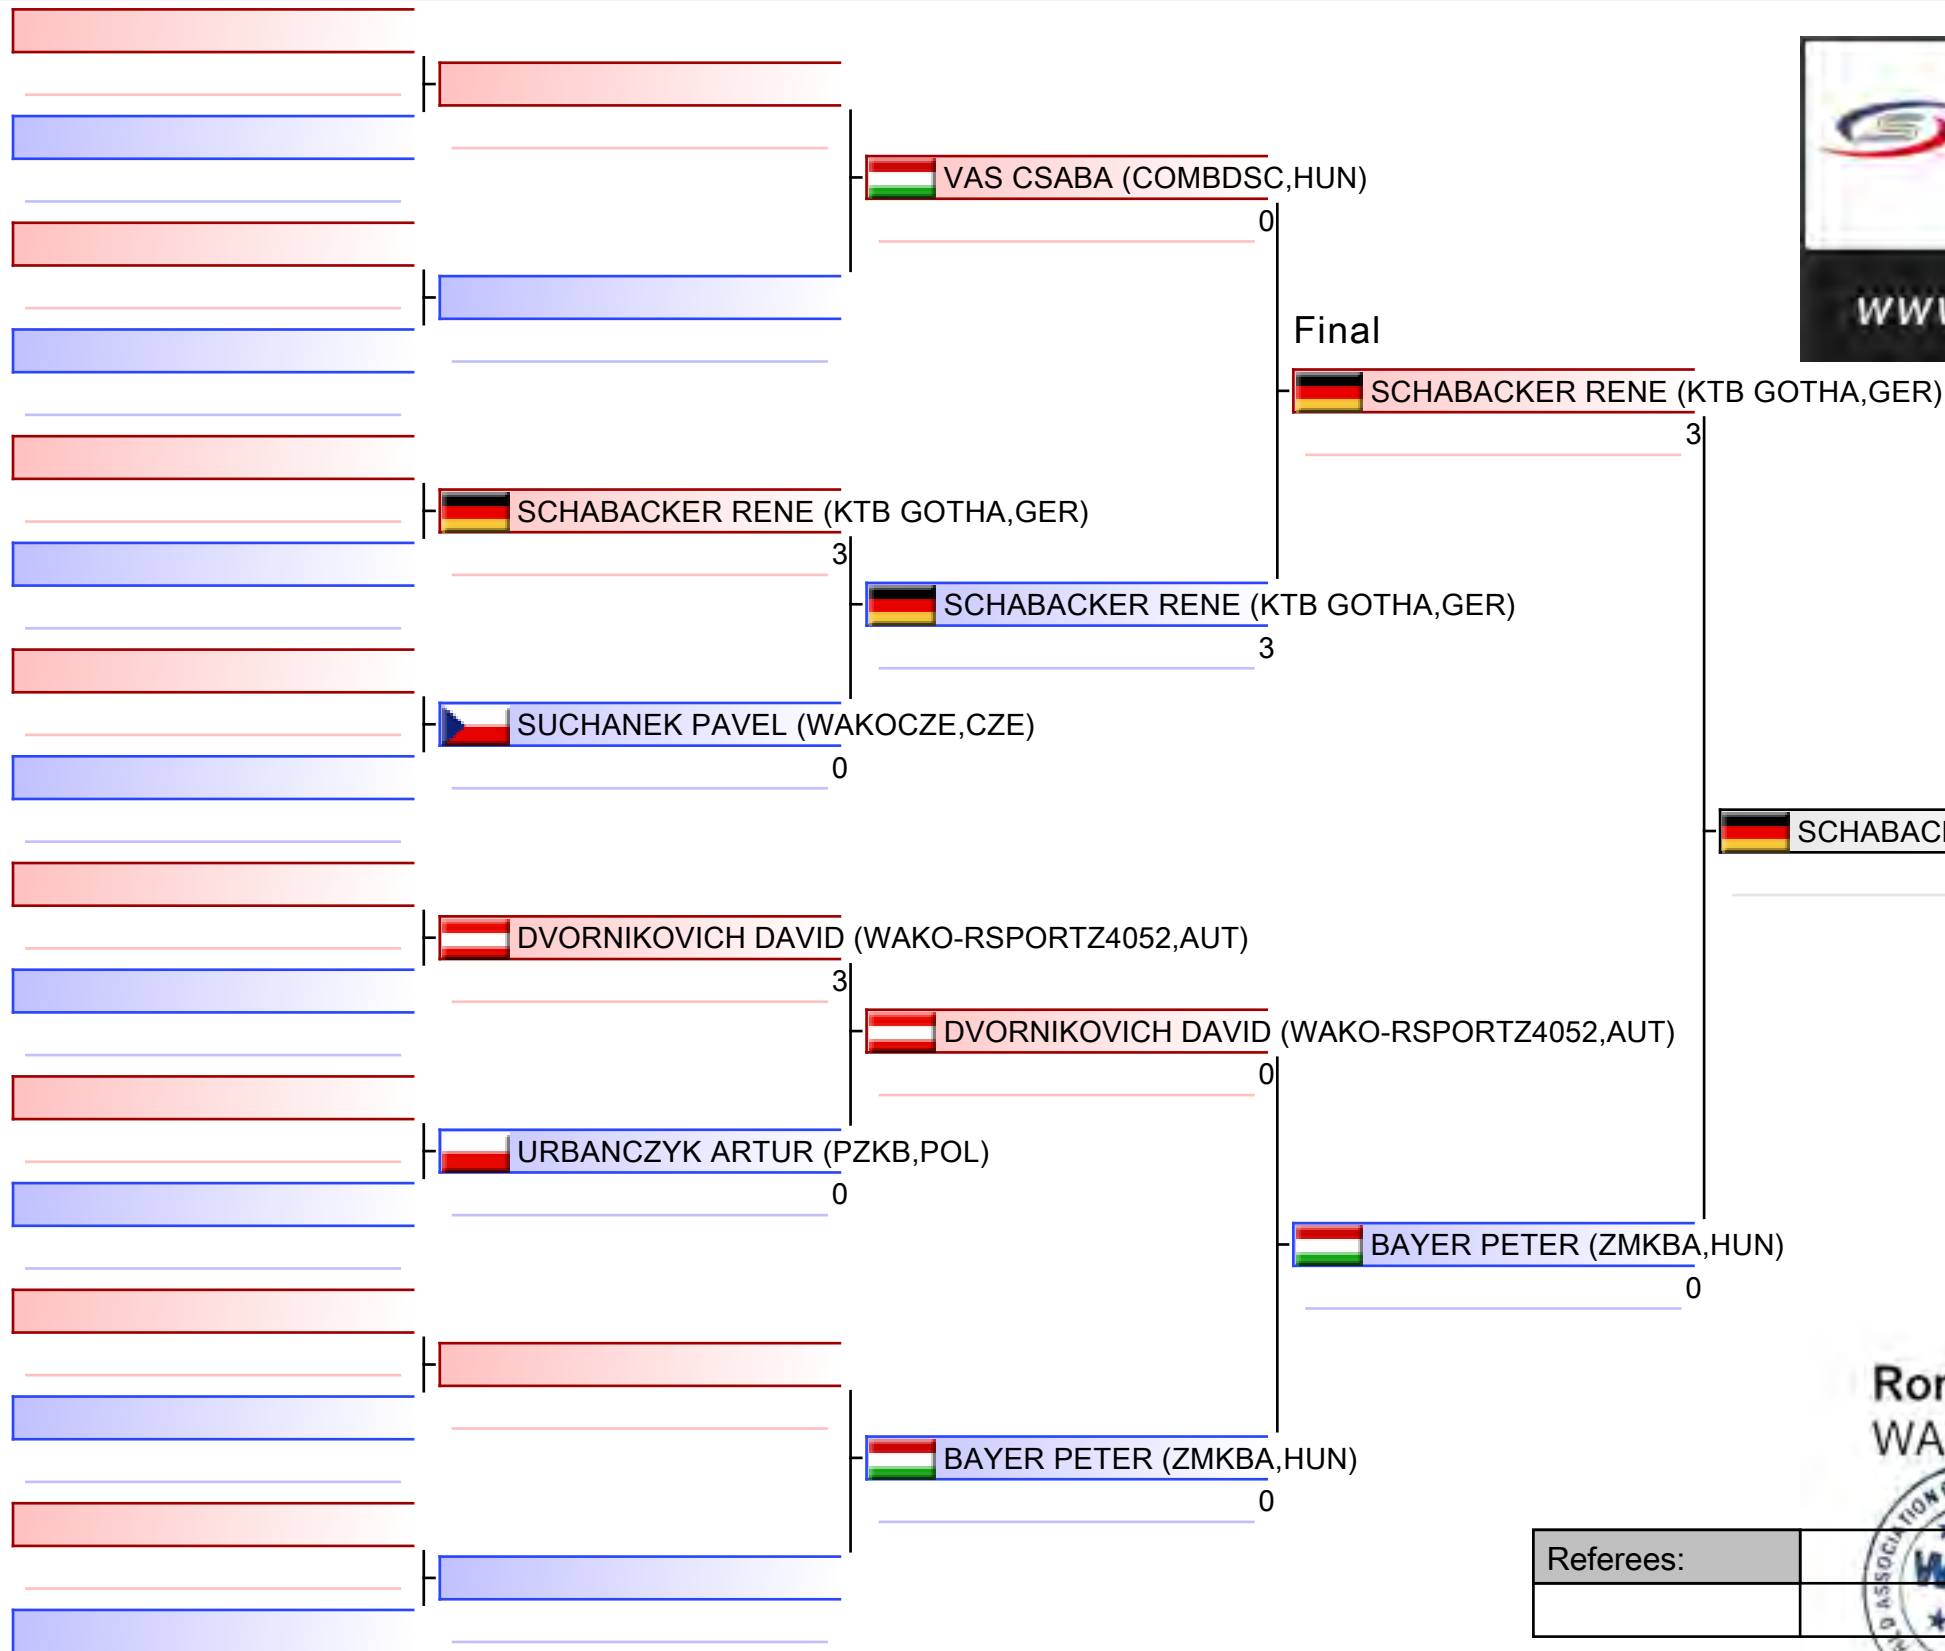 VAS CSABA (COMBDSC,HUN)
0
Final
SCHABACKER RENE (KTB GOTHA,GER)
3
SCHABACKER RENE (KTB GOTHA,GER)
3
SCHABACKER RENE (KTB GOTHA,GER)
3
SUCHANEK PAVEL (WAKOCZE,CZE)
0
SCHABAC
DVORNIKOVICH DAVID (WAKO-RSPORTZ4052,AUT)
3
DVORNIKOVICH DAVID (WAKO-RSPORTZ4052,AUT)
0
URBANCZYK ARTUR (PZKB,POL)
0
BAYER PETER (ZMKBA,HUN)
0
BAYER PETER (ZMKBA,HUN)
0
WA
Referees:
ASSOCIATION